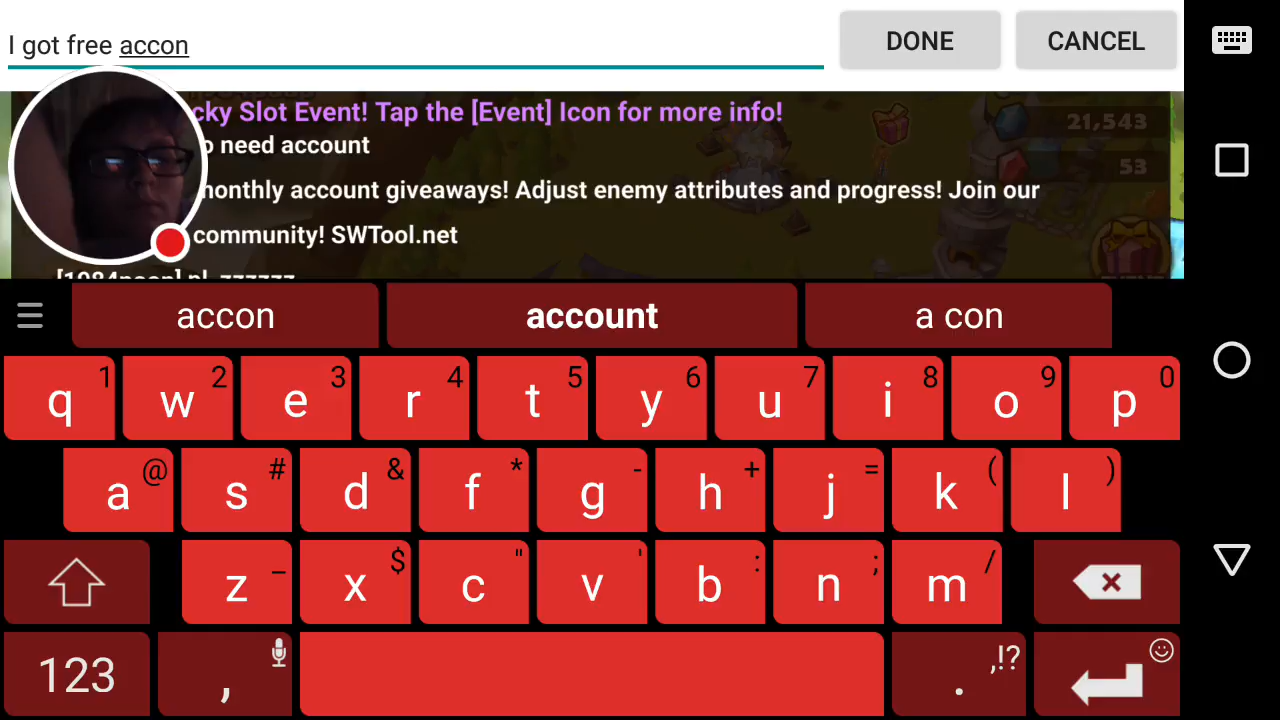 I got free accon
DONE
CANCEL
cky Slot Event! Tap the [Event] Icon for more info!
21,543
o need account
53
monthly account giveaways! Adjust enemy attributes and progress! Join our
community! SWTool.net
accon account a con
q 1 w 2 e 3 r 4 t 5 y 6 u 7 i 8 o 9 p 0
a @ s # d & f * g - h + j = k ( l )
z _ x $ c " v ' b : n ; m /
123 , . ,!?